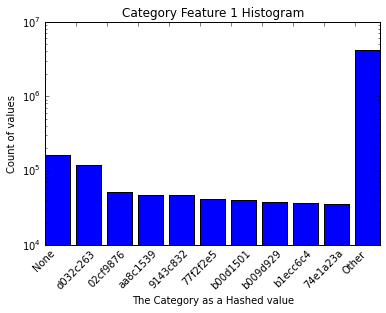 Category Feature 1 Histogram
10^7
10^6
10^5
10^4
Count of values
None
d032c263
02cf9876
aa8c1539
9143c832
77f2f2e5
b00d1501
b009d929
b1ecc6c4
74e1a23a
Other
The Category as a Hashed value